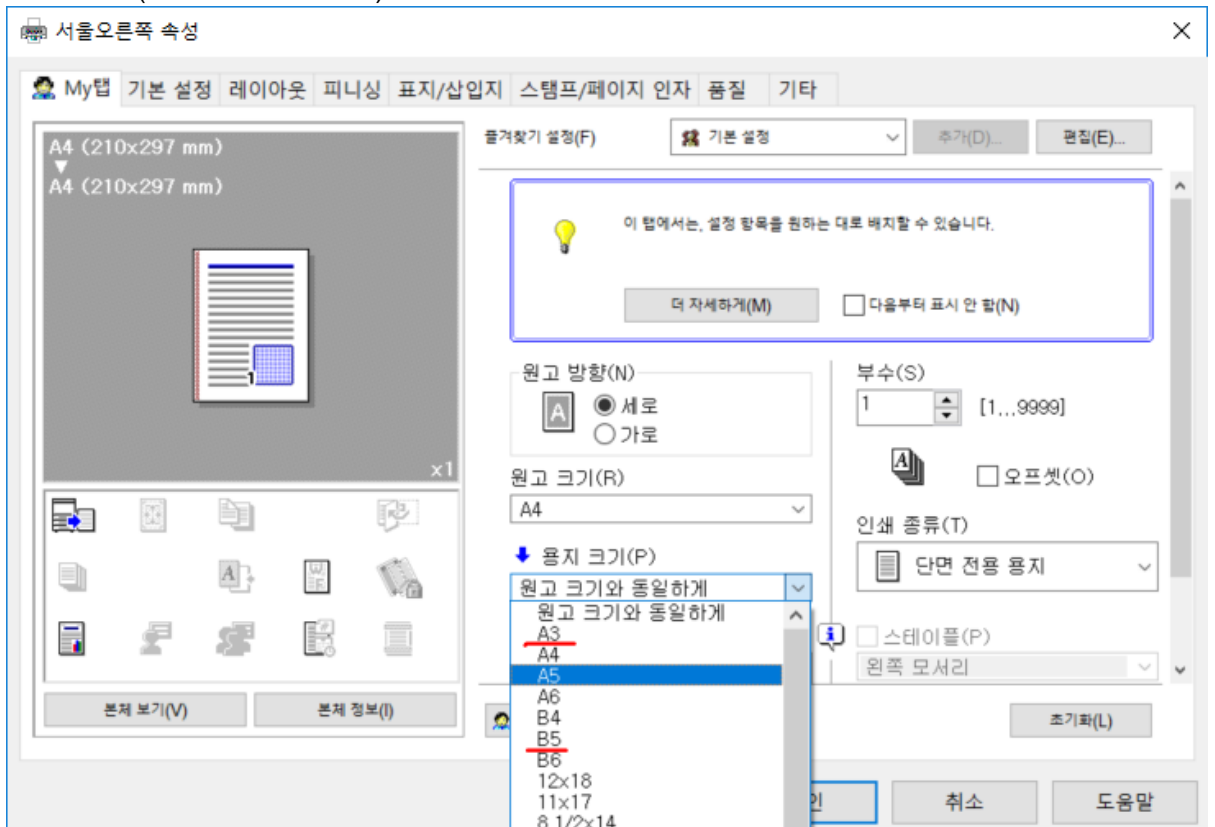 서울오른쪽 속성
My탭 기본 설정 레이아웃 피니싱 표지/삽입지 스탬프/페이지 인자 품질 기타
A4 (210x297 mm)
A4 (210x297 mm)
1
x1
본체 보기(V) 본체 정보(I)
즐겨찾기 설정(F) 기본 설정 추가(D)... 편집(E)...
이 탭에서는, 설정 항목을 원하는 대로 배치할 수 있습니다.
더 자세하게(M) 다음부터 표시 안 함(N)
원고 방향(N)
A
세로
가로
원고 크기(R)
A4
용지 크기(P)
원고 크기와 동일하게
원고 크기와 동일하게
A3
A4
A5
A6
B4
B5
B6
12x18
11x17
8 1/2x14
부수(S)
1 [1...9999]
오프셋(O)
인쇄 종류(T)
단면 전용 용지
스테이플(P)
왼쪽 모서리
초기화(L)
취소 도움말